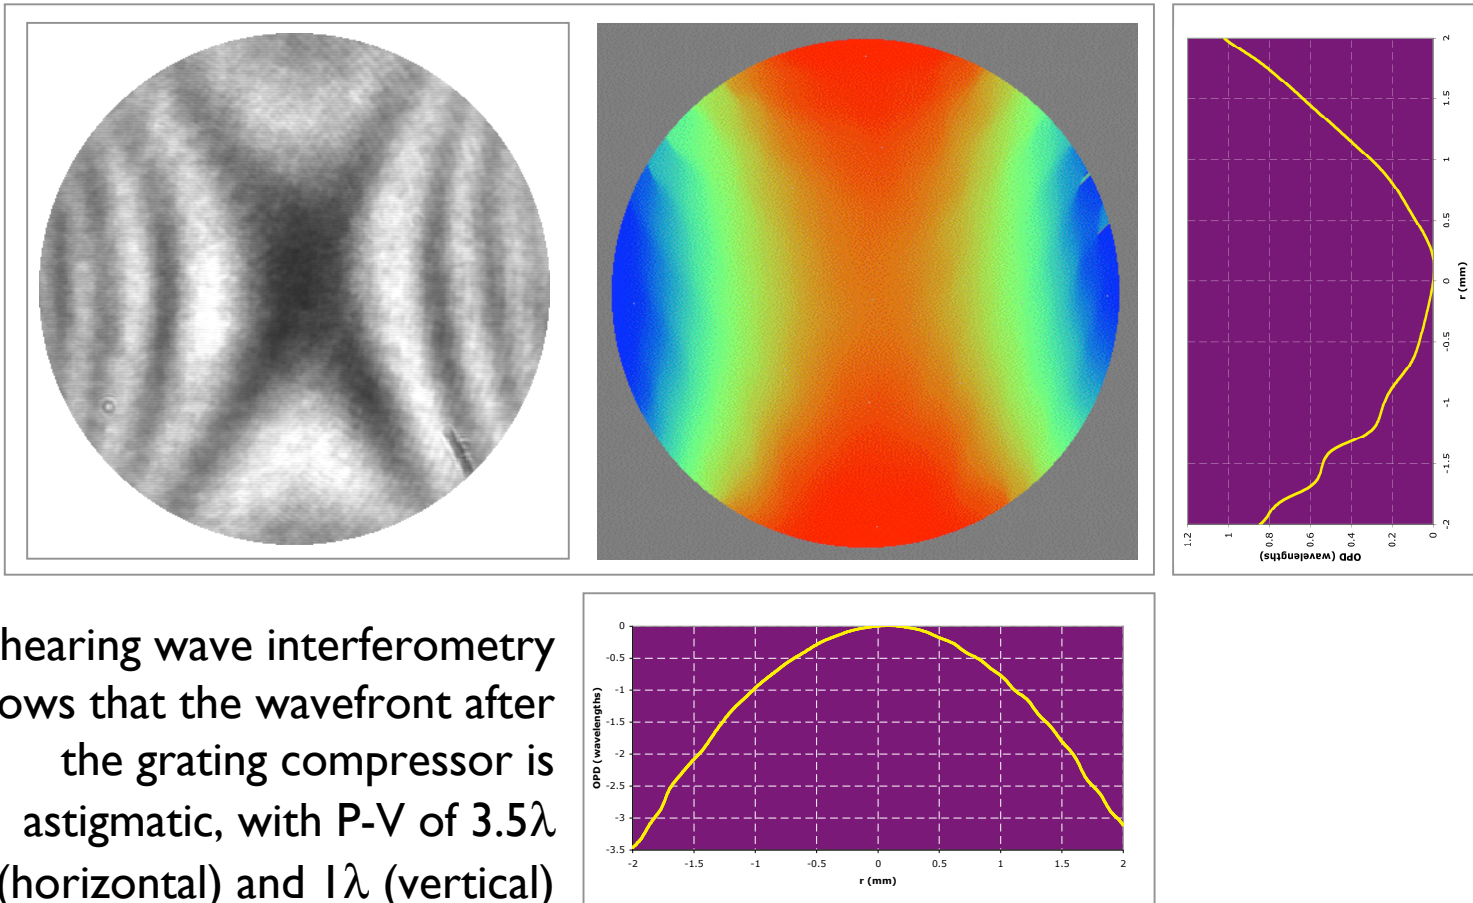 2
1.5
1
0.5
0
-0.5
-1
-1.5
-2
r (mm)
1.2
1
0.8
0.6
0.4
0.2
0
OPD (wavelengths)
hearing wave interferometry
ows that the wavefront after
the grating compressor is
astigmatic, with P-V of 3.5λ
(horizontal) and 1λ (vertical)
0
-0.5
-1
-1.5
-2
-2.5
-3
-3.5
OPD (wavelengths)
-2 -1.5 -1 -0.5 0 0.5 1 1.5 2
r (mm)